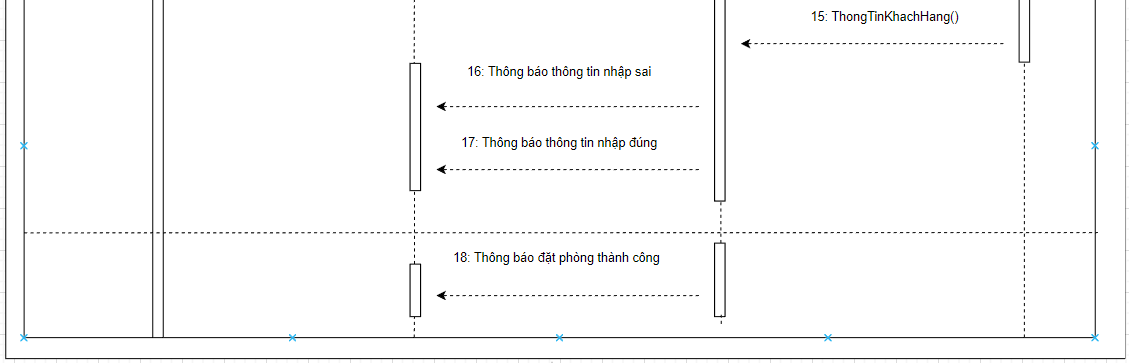 15: ThongTinKhachHang()
16: Thông báo thông tin nhập sai
17: Thông báo thông tin nhập đúng
18: Thông báo đặt phòng thành công